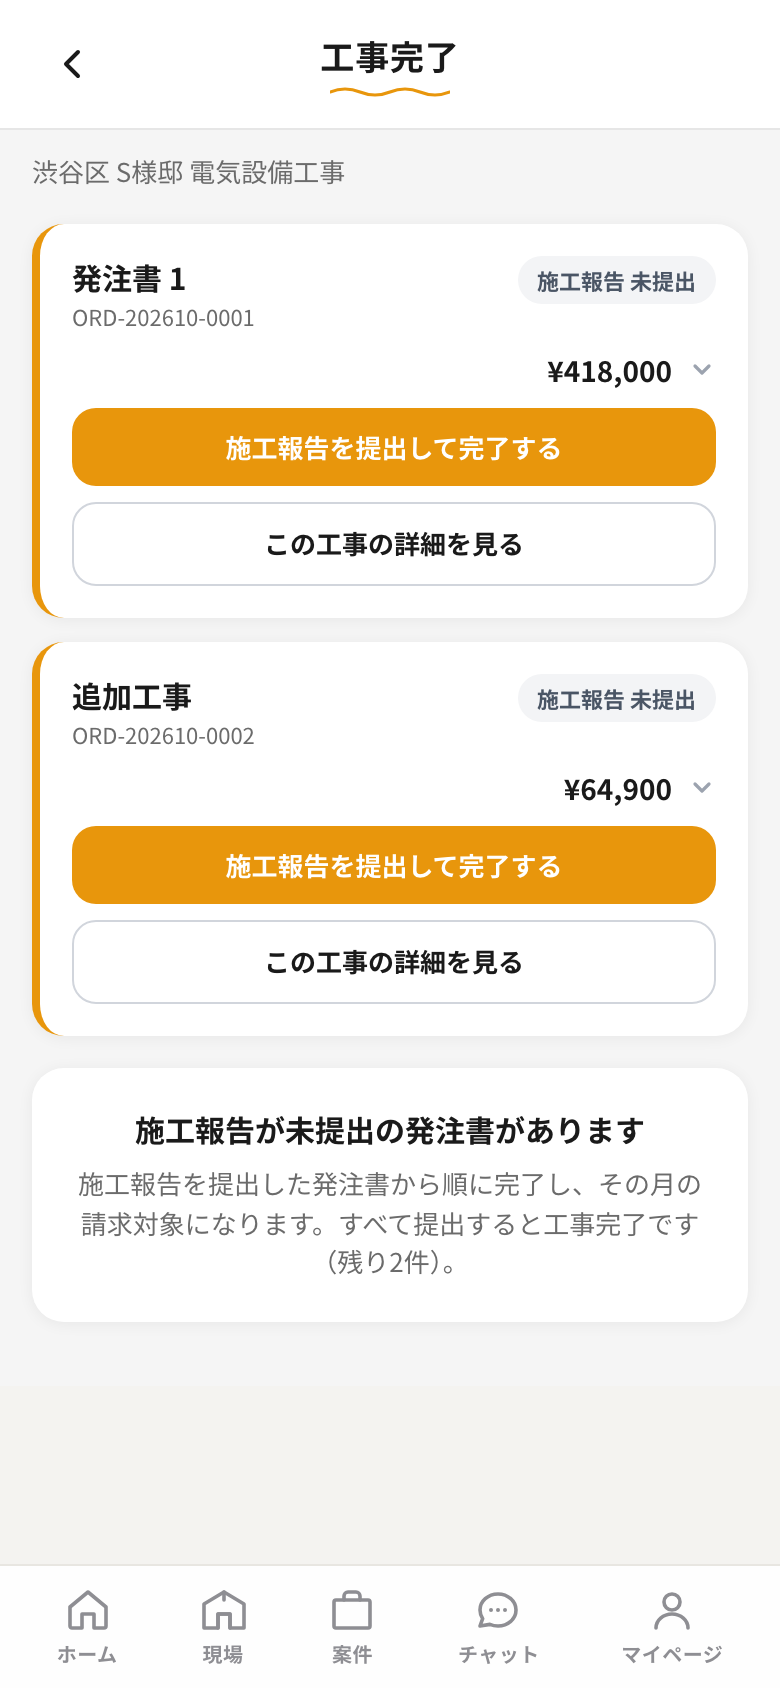 工事完了
渋谷区 S様邸 電気設備工事
発注書 1
施工報告 未提出
ORD-202610-0001
¥418,000
施工報告を提出して完了する
この工事の詳細を見る
追加工事
施工報告 未提出
ORD-202610-0002
¥64,900
施工報告を提出して完了する
この工事の詳細を見る
施工報告が未提出の発注書があります
施工報告を提出した発注書から順に完了し、その月の
請求対象になります。すべて提出すると工事完了です
（残り2件）。
ホーム
現場
案件
チャット
マイページ